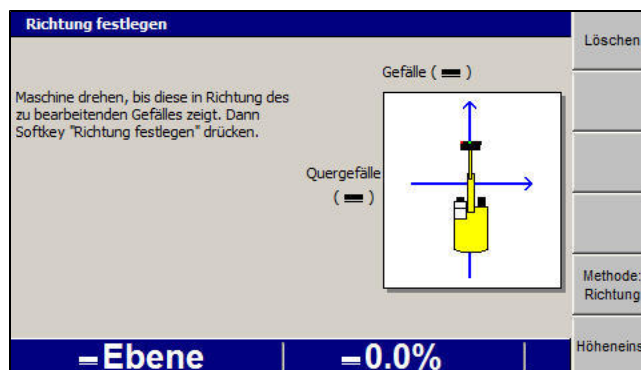 Richtung festlegen
Löschen
Gefälle ( ▬ )
Maschine drehen, bis diese in Richtung des
zu bearbeitenden Gefälles zeigt. Dann
Softkey "Richtung festlegen" drücken.
Quergefälle
( ▬ )
Methode:
Richtung
Höheneins
Ebene
0.0%